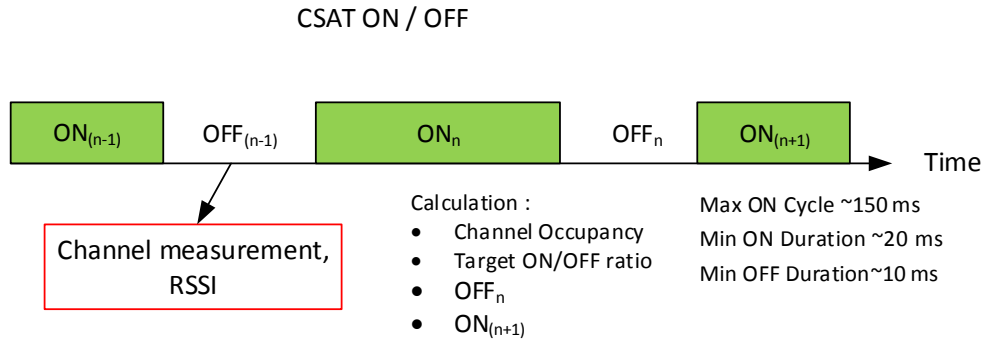 CSAT ON / OFF
ON(n-1)
OFF(n-1)
ONn
OFFn
ON(n+1)
Time
Channel measurement,
RSSI
Calculation :
• Channel Occupancy
• Target ON/OFF ratio
• OFFn
• ON(n+1)
Max ON Cycle ~150 ms
Min ON Duration ~20 ms
Min OFF Duration~10 ms